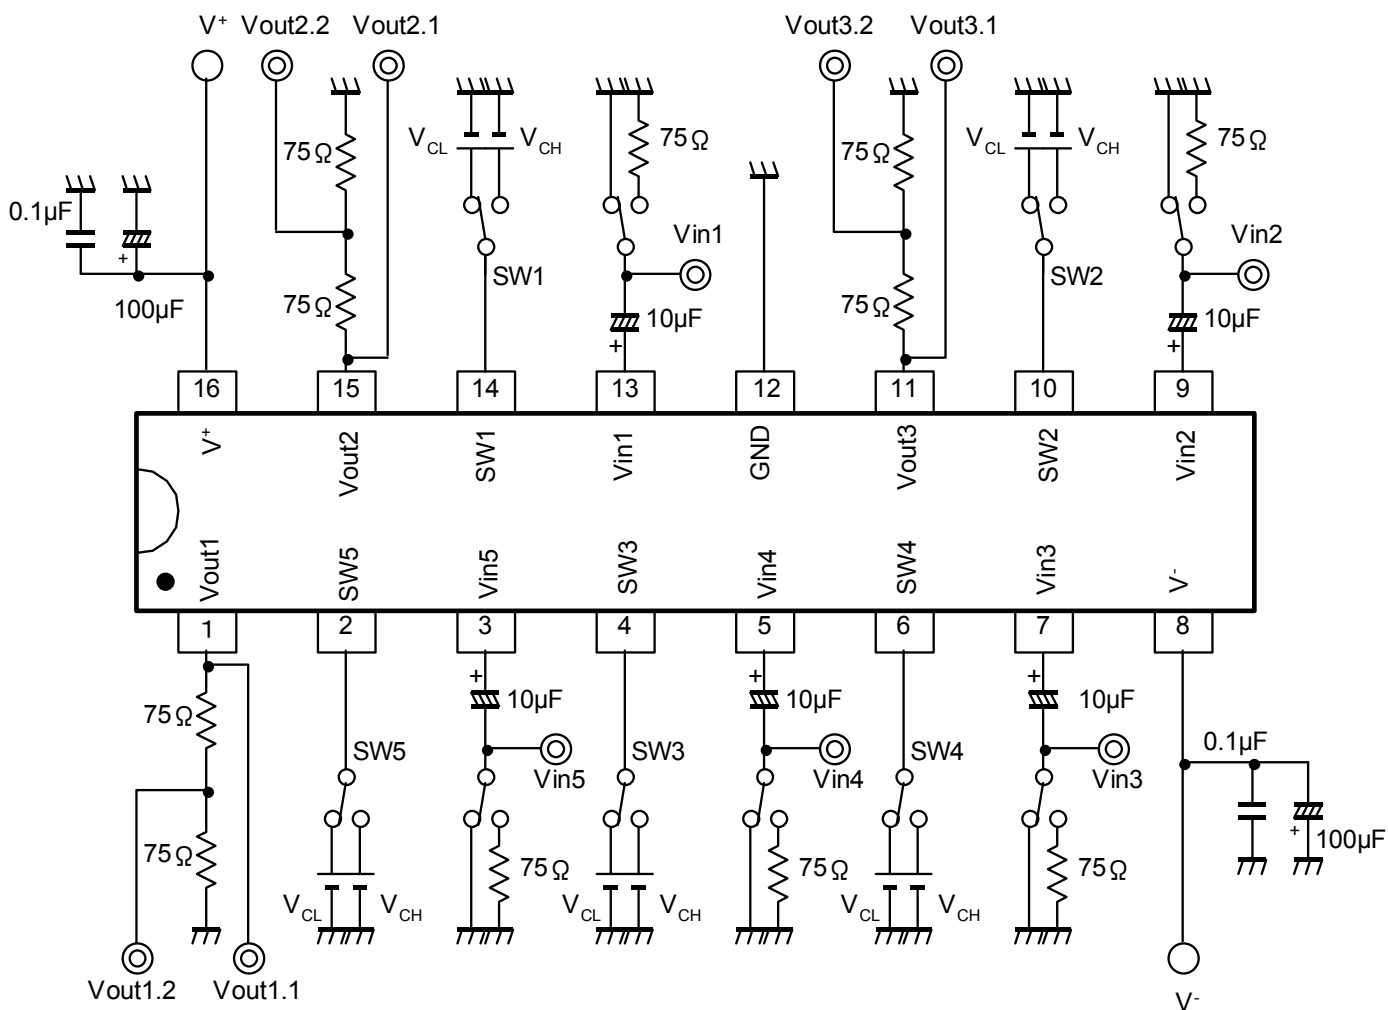 V+ Vout2.2 Vout2.1 Vout3.2 Vout3.1
75Ω VCL VCH 75Ω 75Ω VCL VCH 75Ω
0.1µF
Vin1 Vin2
SW1 SW2
100µF 75Ω 10µF 75Ω 10µF
+ + +
16 15 14 13 12 11 10 9
V+ Vout2 SW1 Vin1 GND Vout3 SW2 Vin2
Vout1 SW5 Vin5 SW3 Vin4 SW4 Vin3 V-
1 2 3 4 5 6 7 8
+ + +
75Ω 10µF 10µF 10µF
SW5 SW3 SW4 0.1µF
Vin5 Vin4 Vin3
+ 100µF
75Ω 75Ω 75Ω 75Ω
VCL VCH VCL VCH VCL VCH
Vout1.2 Vout1.1 V-